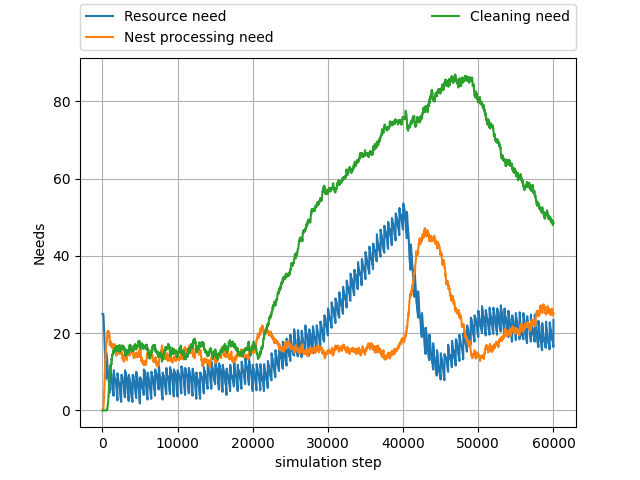 Resource need
Nest processing need
Cleaning need
80
60
40
20
0
Needs
0 10000 20000 30000 40000 50000 60000
simulation step